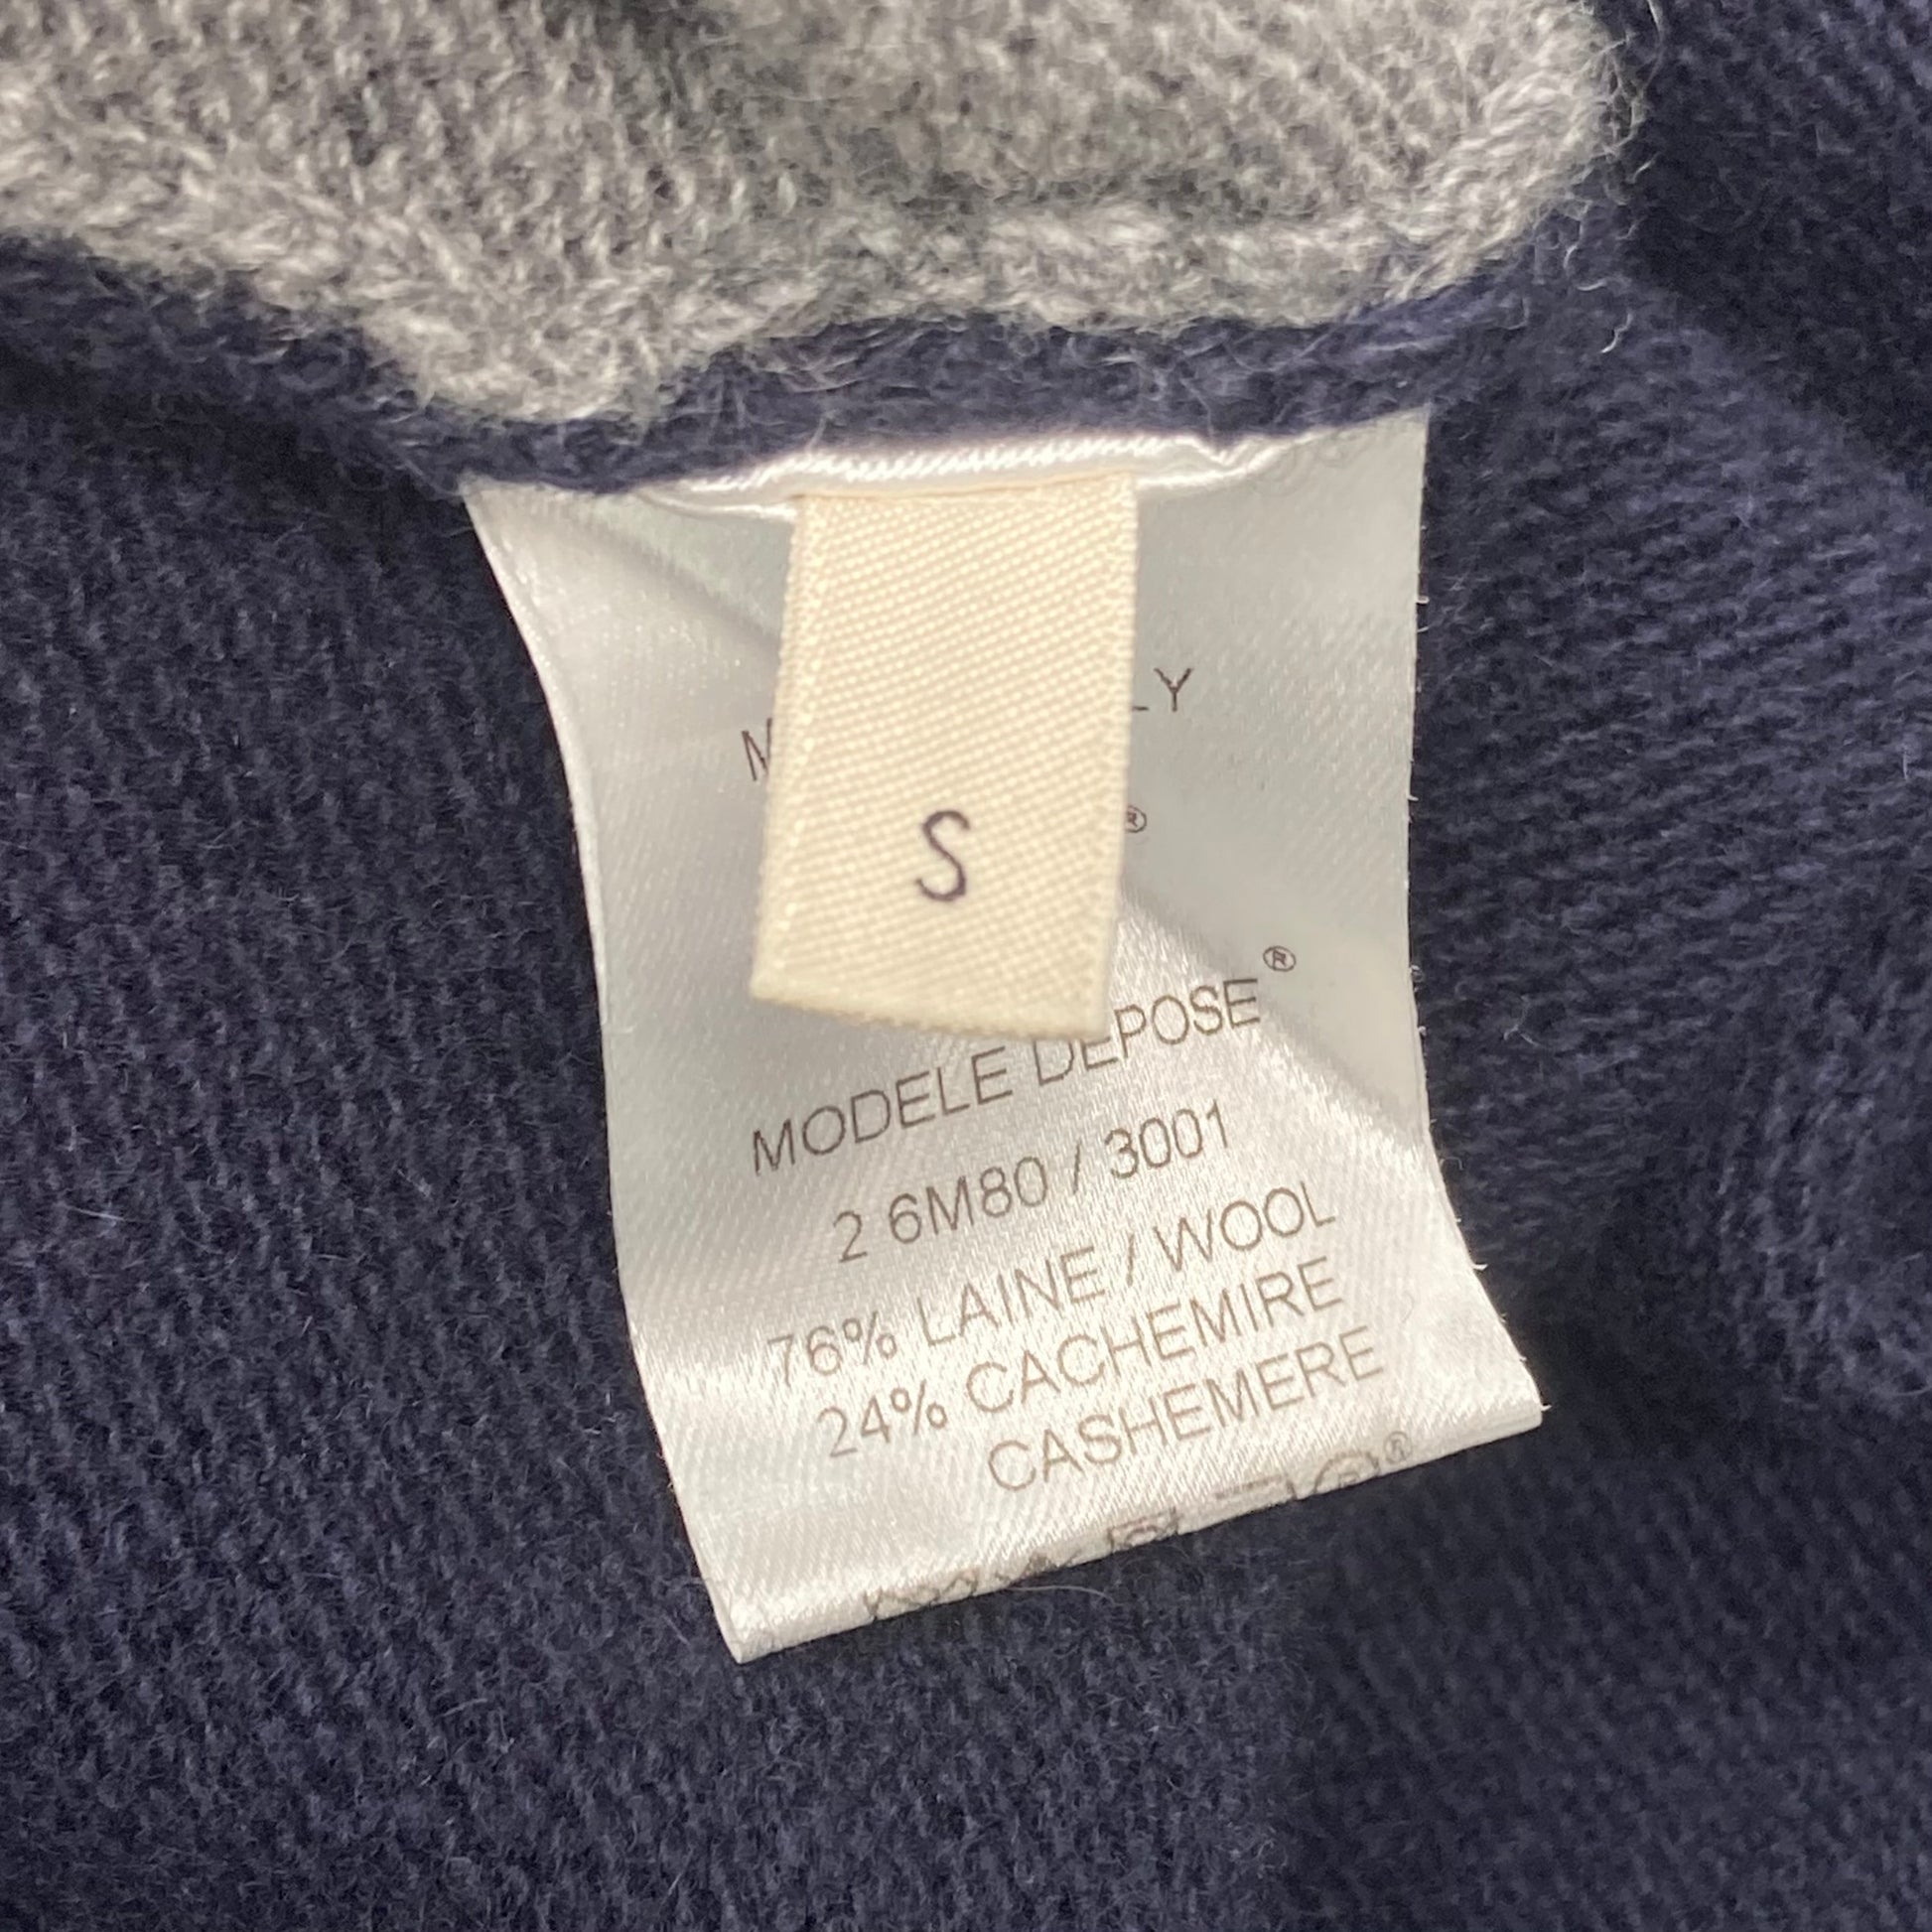 S
MODELE DEPOSE®
2 6M80 / 3001
76% LAINE / WOOL
24% CACHEMIRE
CASHEMERE